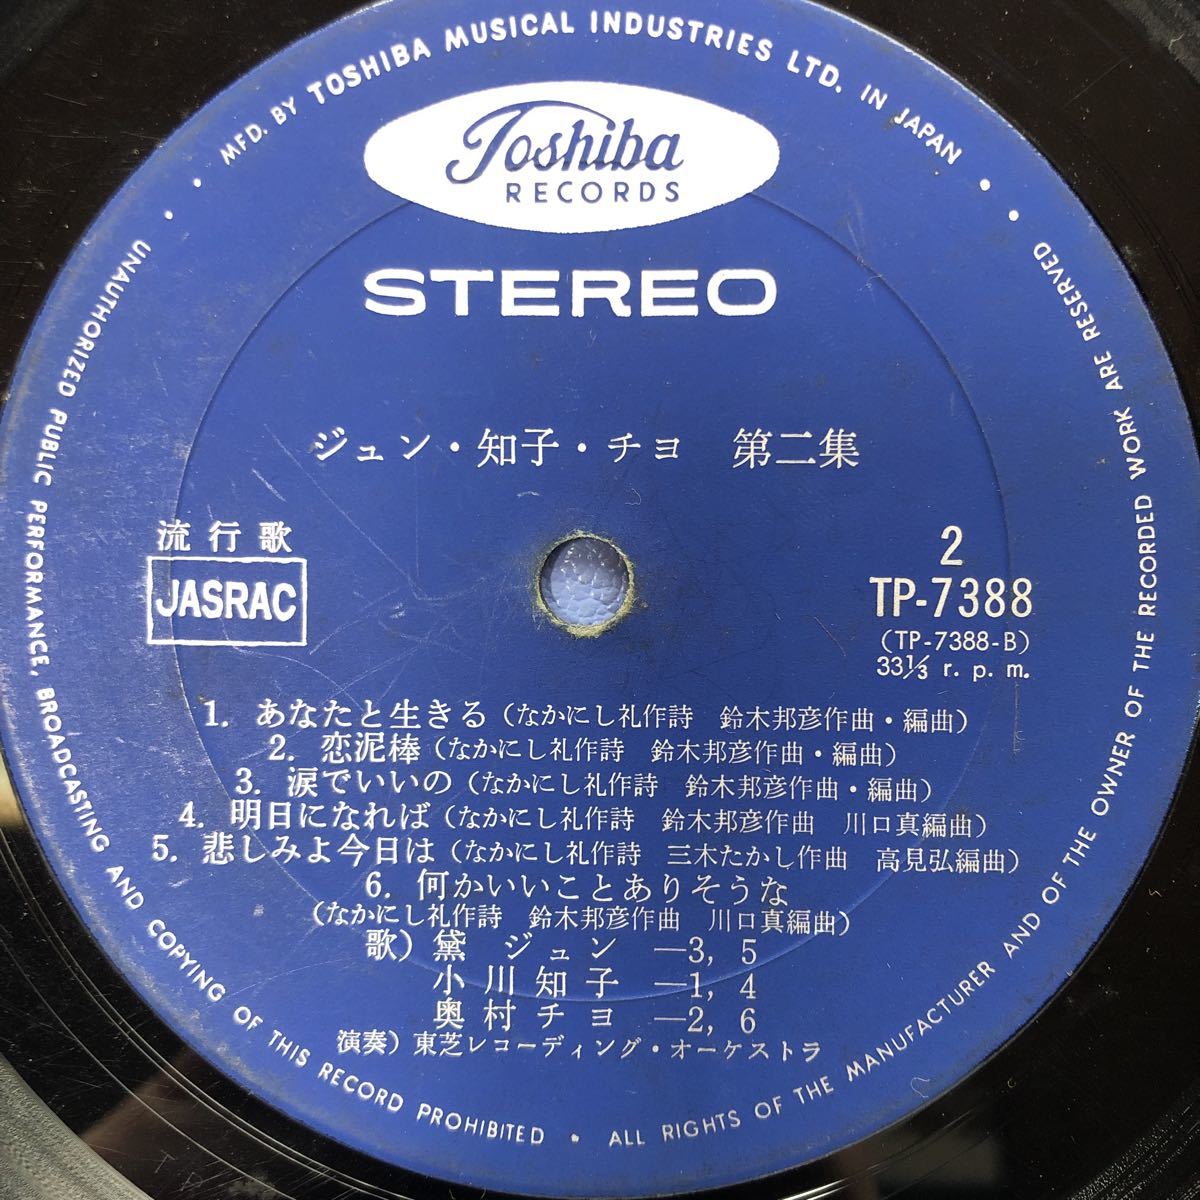 MFD. BY TOSHIBA MUSICAL INDUSTRIES LTD. IN JAPAN
Toshiba
RECORDS
STEREO
ジュン・知子・チヨ 第二集
流行歌
JASRAC
2
TP-7388
(TP-7388-B)
33⅓ r. p. m.
1. あなたと生きる (なかにし礼作詩 鈴木邦彦作曲・編曲)
2. 恋泥棒 (なかにし礼作詩 鈴木邦彦作曲・編曲)
3. 涙でいいの (なかにし礼作詩 鈴木邦彦作曲・編曲)
4. 明日になれば (なかにし礼作詩 鈴木邦彦作曲 川口真編曲)
5. 悲しみよ今日は (なかにし礼作詩 三木たかし作曲 高見弘編曲)
6. 何かいいことありそうな
(なかにし礼作詩 鈴木邦彦作曲 川口真編曲)
歌) 黛 ジュン —3, 5
小川知子 —1, 4
奥村チヨ —2, 6
演奏) 東芝レコーディング・オーケストラ
UNAUTHORIZED PUBLIC PERFORMANCE, BROADCASTING AND COPYING OF THIS RECORD PROHIBITED • ALL RIGHTS OF THE MANUFACTURER AND OF THE OWNER OF THE RECORDED WORK ARE RESERVED